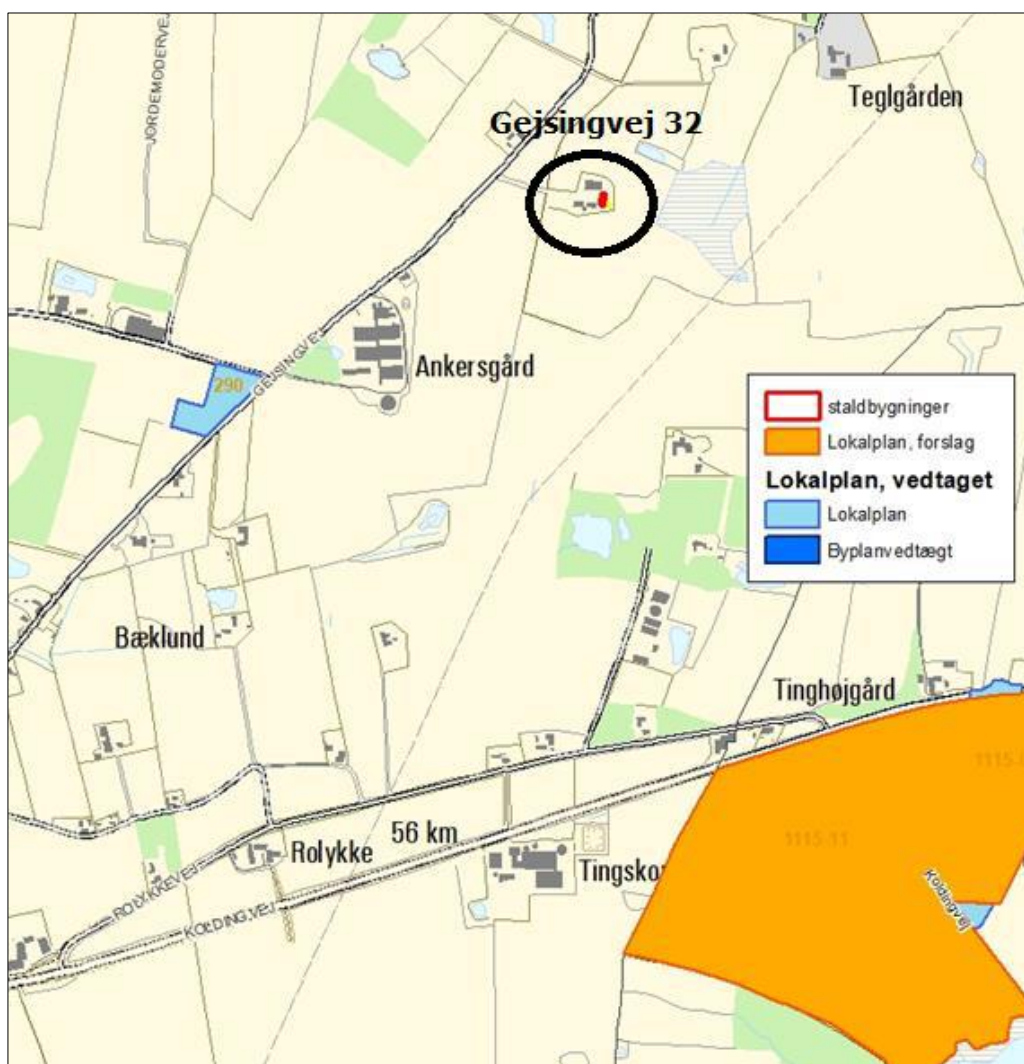 JORDEMODERVEJ
Teglgården
Gejsingvej 32
GEJSINGVEJ
290
Ankersgård
staldbygninger
Lokalplan, forslag
Lokalplan, vedtaget
Lokalplan
Byplanvedtægt
Bæklund
Tinghøjgård
56 km
Rolykke
1115-11
ROLYKKEVEJ
KOLDINGVEJ
Koldingvej